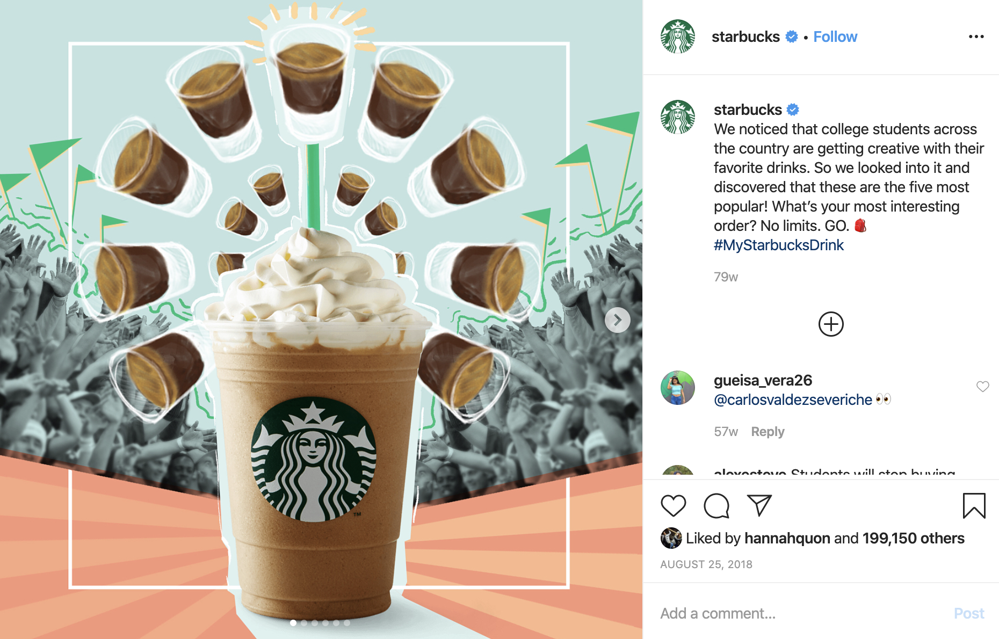 starbucks • Follow
starbucks
We noticed that college students across
the country are getting creative with their
favorite drinks. So we looked into it and
discovered that these are the five most
popular! What’s your most interesting
order? No limits. GO. 🎒
#MyStarbucksDrink
79w
gueisa_vera26
@carlosvaldezseveriche 👀
57w Reply
Students will stop buying
Liked by hannahquon and 199,150 others
AUGUST 25, 2018
Add a comment... Post
TM